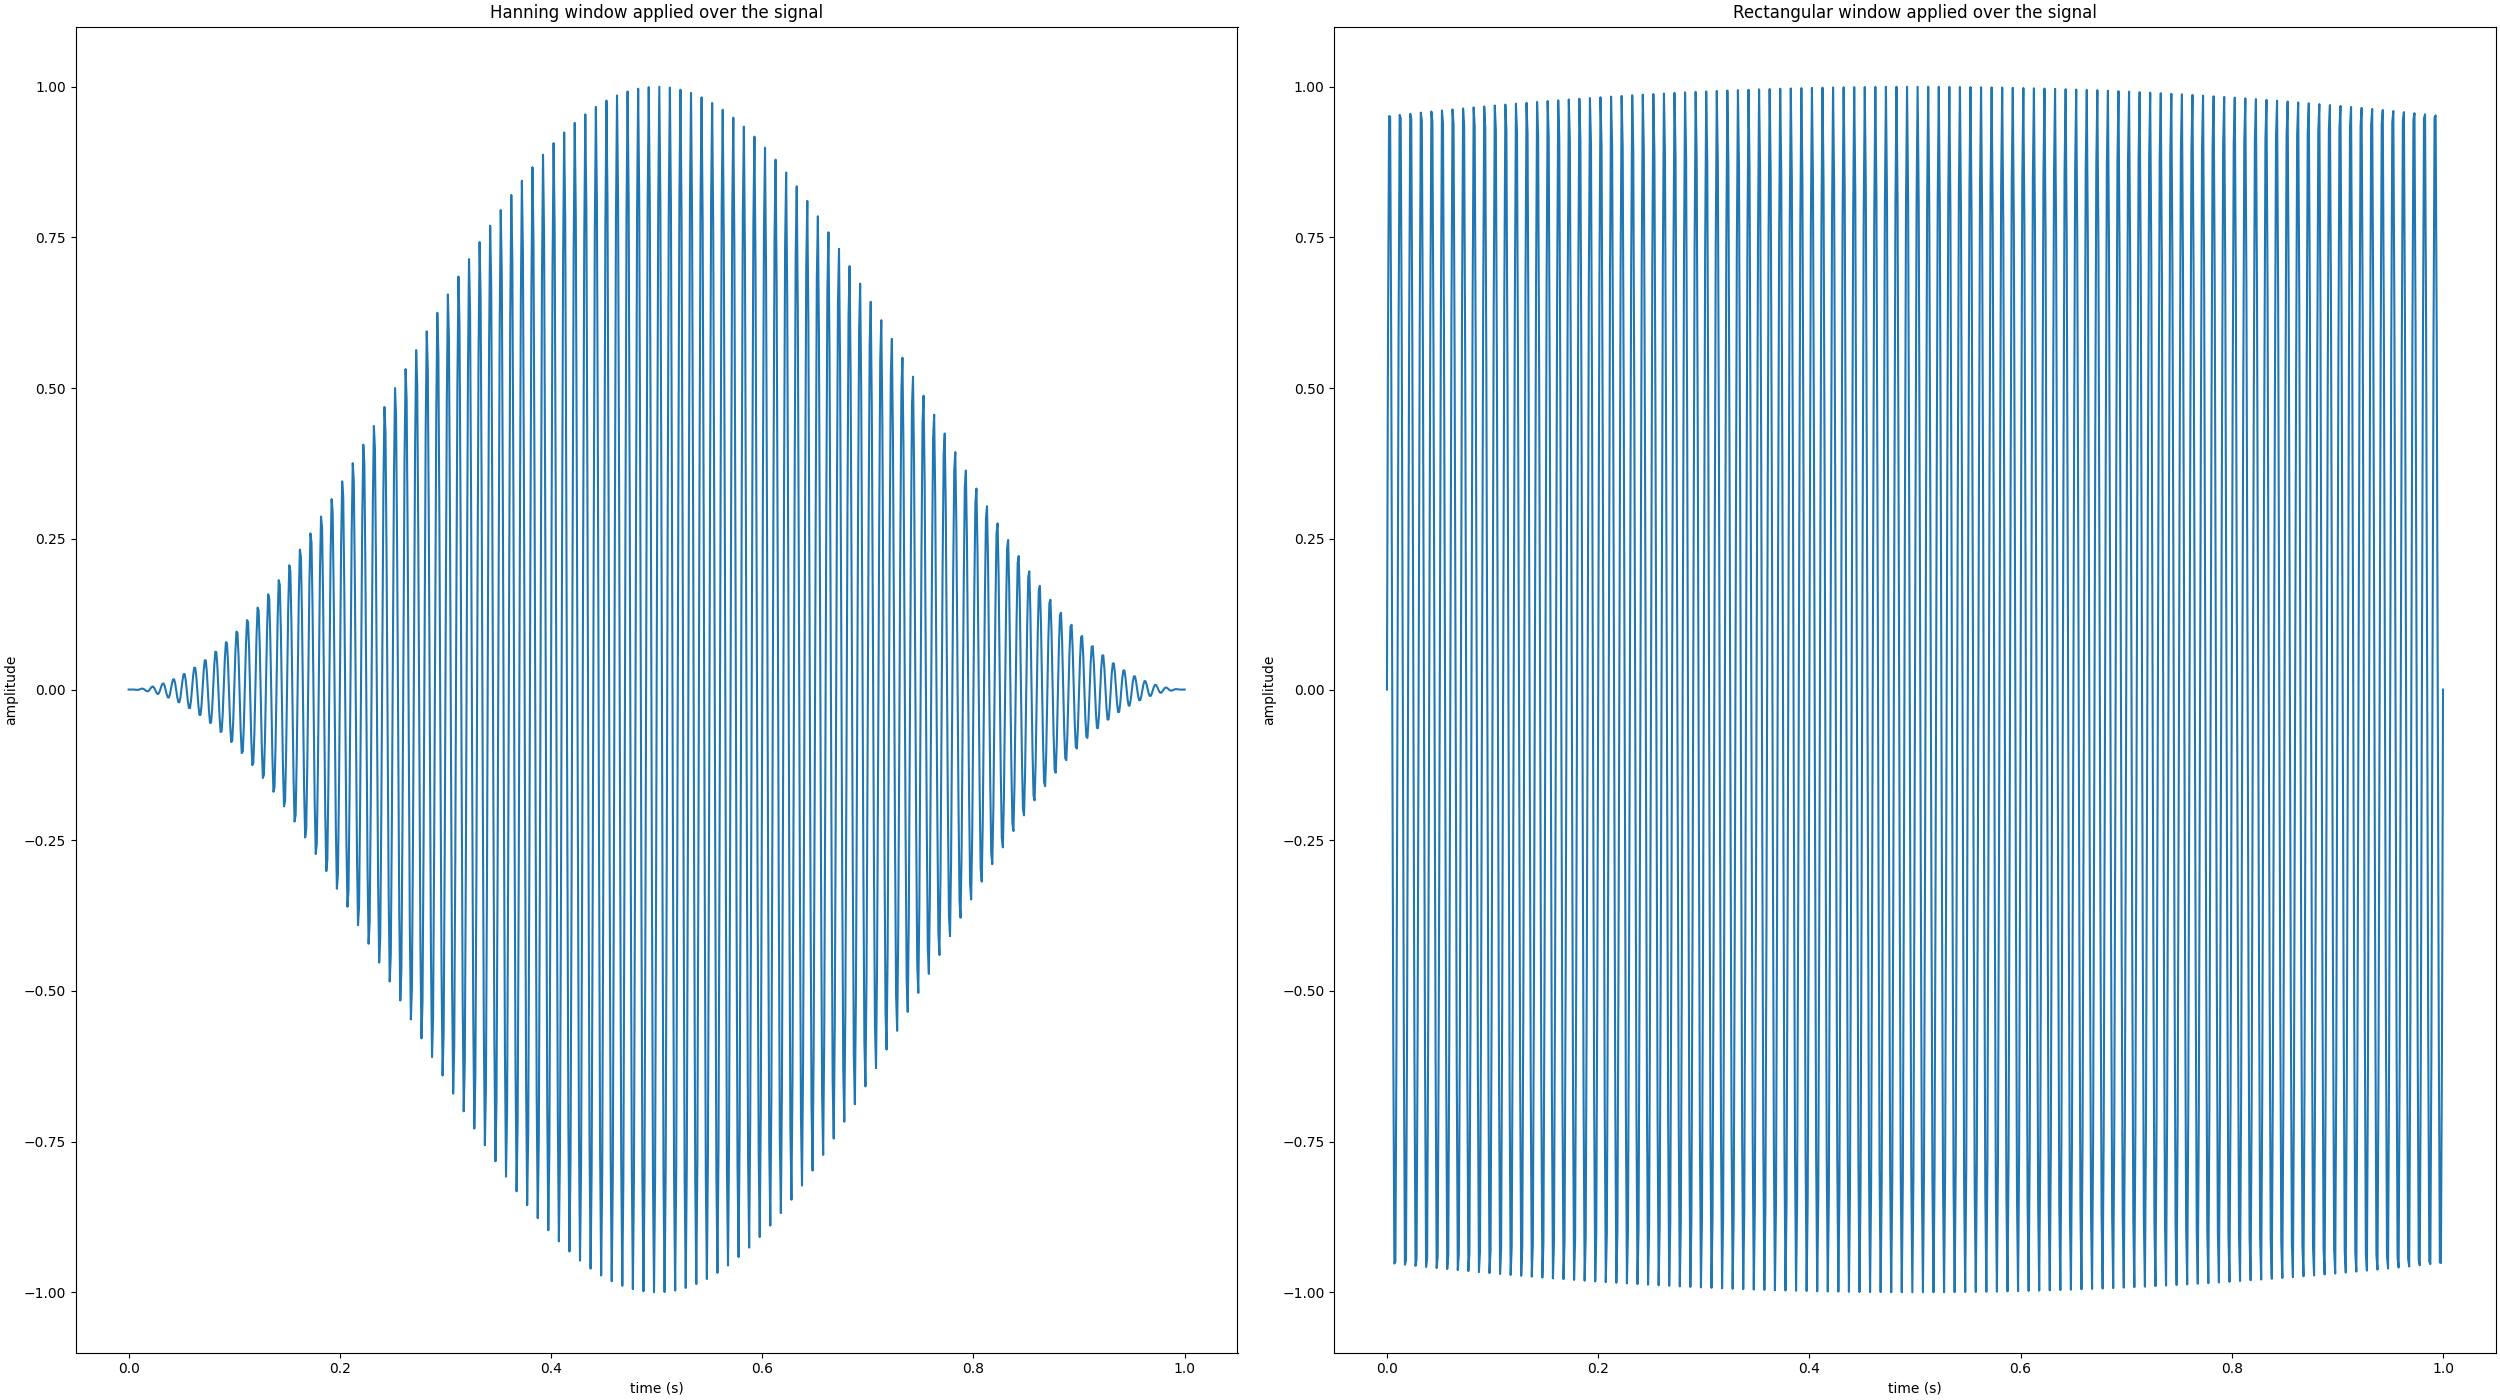 Hanning window applied over the signal
amplitude
1.00
0.75
0.50
0.25
0.00
−0.25
−0.50
−0.75
−1.00
0.0 0.2 0.4 0.6 0.8 1.0
time (s)
Rectangular window applied over the signal
amplitude
1.00
0.75
0.50
0.25
0.00
−0.25
−0.50
−0.75
−1.00
0.0 0.2 0.4 0.6 0.8 1.0
time (s)